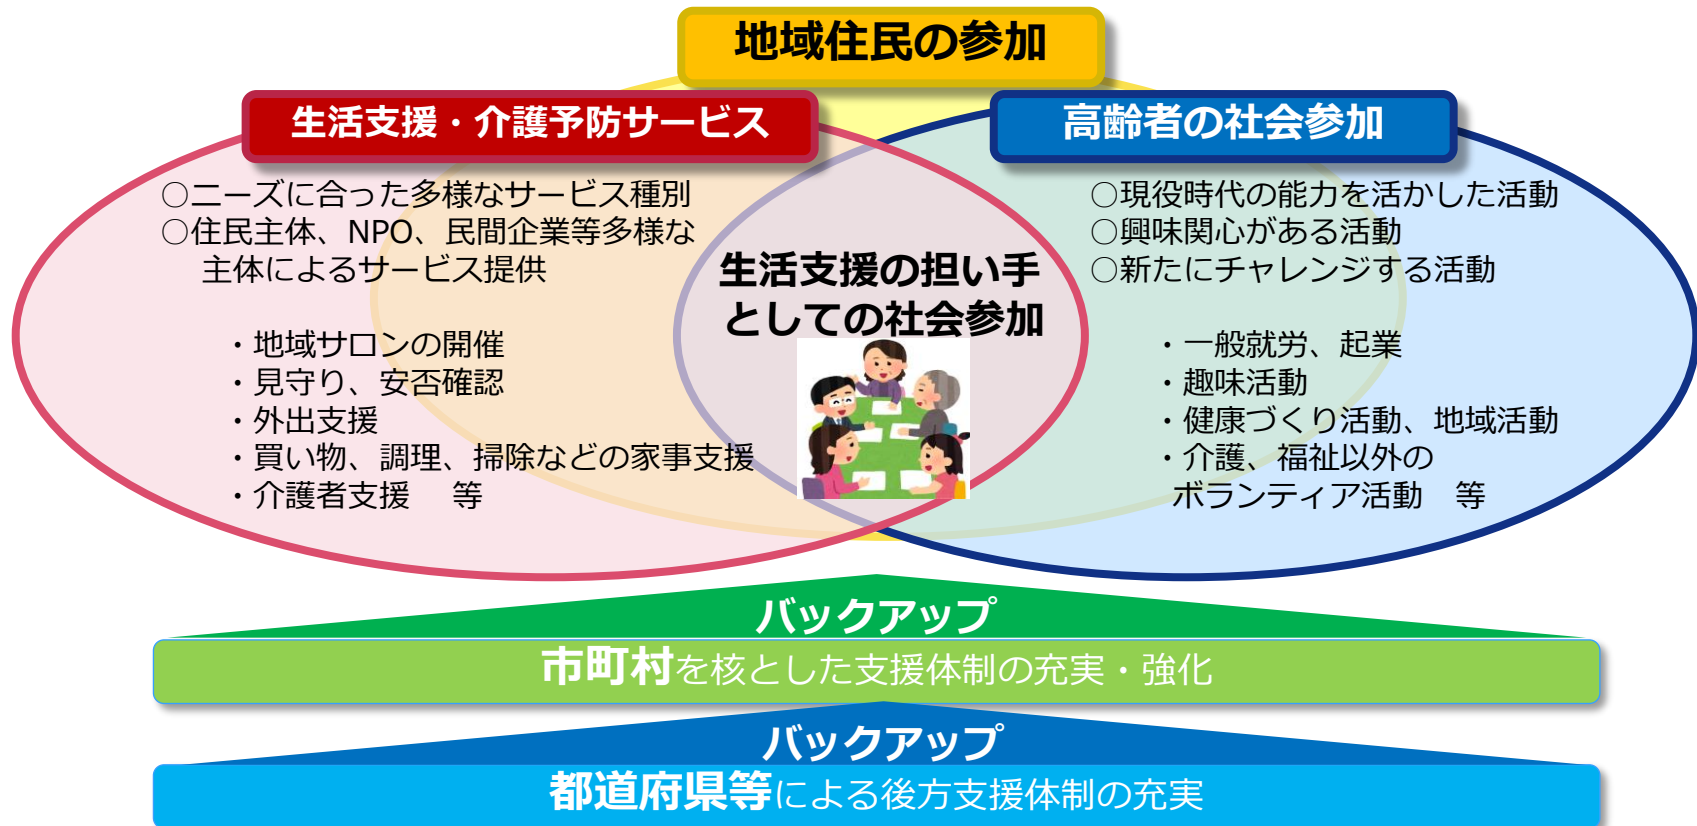 地域住民の参加
生活支援・介護予防サービス
○ニーズに合った多様なサービス種別
○住民主体、NPO、民間企業等多様な
主体によるサービス提供
・地域サロンの開催
・見守り、安否確認
・外出支援
・買い物、調理、掃除などの家事支援
・介護者支援　等
生活支援の担い手
としての社会参加
高齢者の社会参加
○現役時代の能力を活かした活動
○興味関心がある活動
○新たにチャレンジする活動
・一般就労、起業
・趣味活動
・健康づくり活動、地域活動
・介護、福祉以外の
ボランティア活動　等
バックアップ
市町村を核とした支援体制の充実・強化
バックアップ
都道府県等による後方支援体制の充実